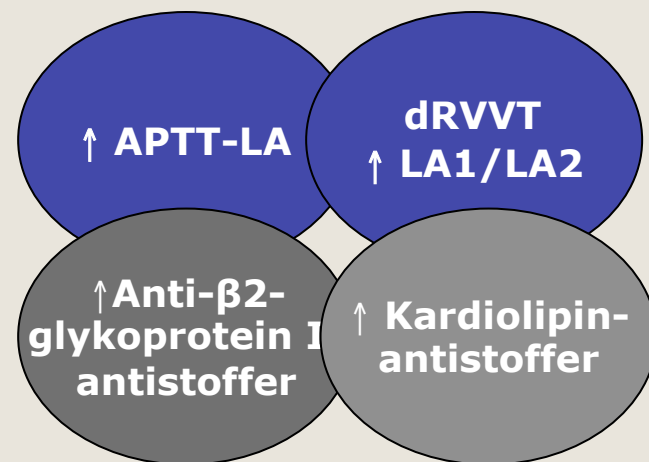 ↑ APTT-LA
dRVVT
↑ LA1/LA2
↑Anti-β2-
glykoprotein I
antistoffer
↑ Kardiolipin-
antistoffer